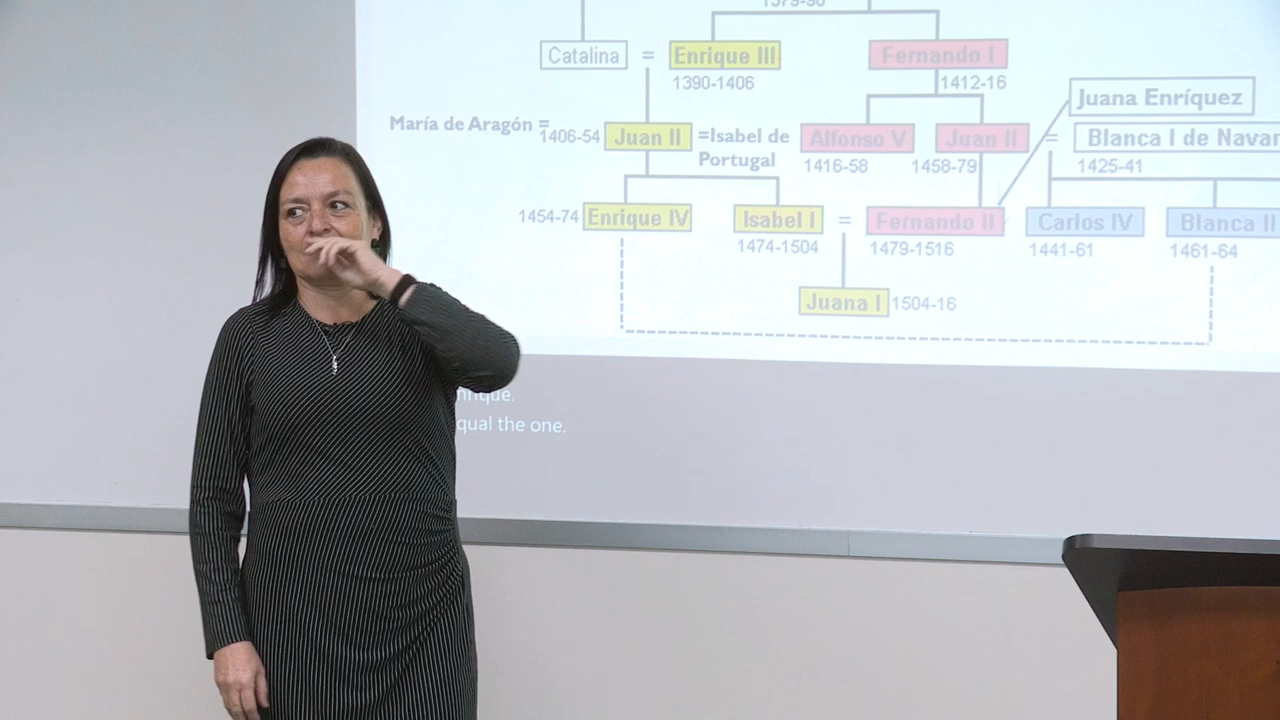 1379-90
Catalina = Enrique III Fernando I
1390-1406 1412-16
Juana Enríquez
María de Aragón = 1406-54 Juan II =Isabel de Portugal Alfonso V Juan II = Blanca I de Navar
1416-58 1458-79 1425-41
1454-74 Enrique IV Isabel I = Fernando II Carlos IV Blanca II
1474-1504 1479-1516 1441-61 1461-64
Juana I 1504-16
nrique.
qual the one.